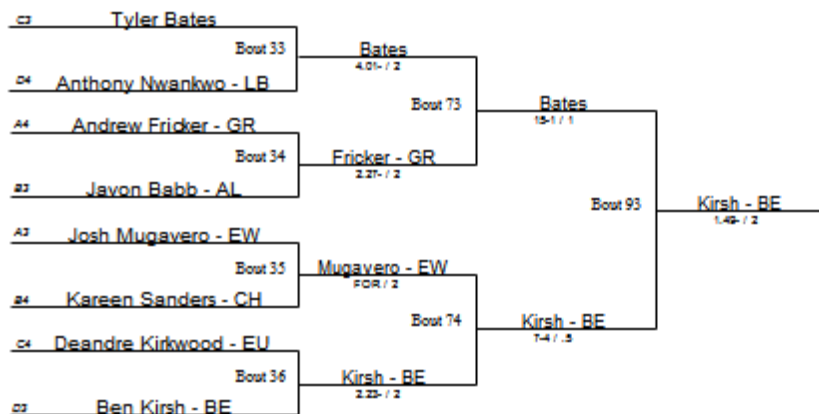 C3 Tyler Bates
Bout 33 Bates
4.01- / 2
D4 Anthony Nwankwo - LB
Bout 73 Bates
15-1 / 1
A4 Andrew Fricker - GR
Bout 34 Fricker - GR
2.27- / 2
B3 Javon Babb - AL
Bout 93 Kirsh - BE
1.49- / 2
A3 Josh Mugavero - EW
Bout 35 Mugavero - EW
FOR / 2
B4 Kareen Sanders - CH
Bout 74 Kirsh - BE
7-4 / .5
C4 Deandre Kirkwood - EU
Bout 36 Kirsh - BE
2.23- / 2
D3 Ben Kirsh - BE